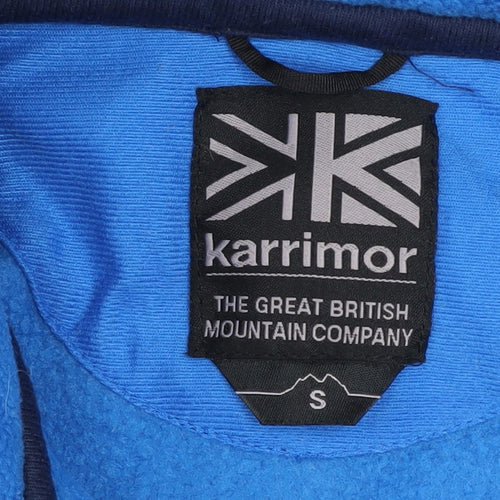 karrimor
THE GREAT BRITISH
MOUNTAIN COMPANY
S